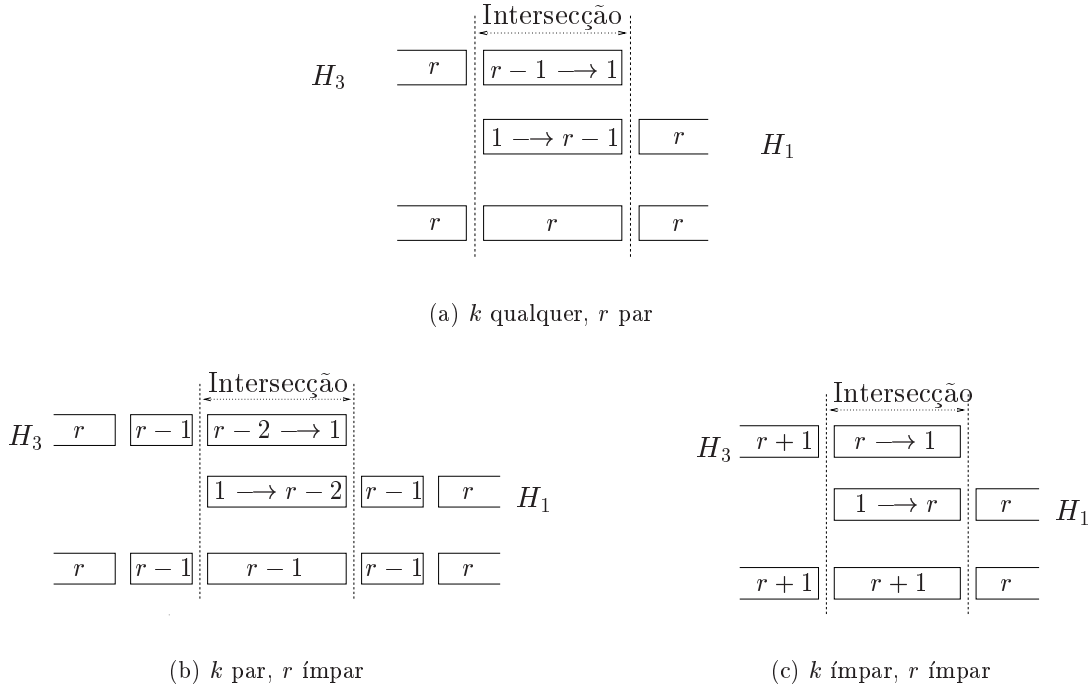 Intersecção
H₃ r r − 1 ⟶ 1
1 ⟶ r − 1 r H₁
r r r
(a) k qualquer, r par
Intersecção
H₃ r r − 1 r − 2 ⟶ 1
1 ⟶ r − 2 r − 1 r H₁
r r − 1 r − 1 r − 1 r
(b) k par, r ímpar
Intersecção
H₃ r + 1 r ⟶ 1
1 ⟶ r r H₁
r + 1 r + 1 r
(c) k ímpar, r ímpar